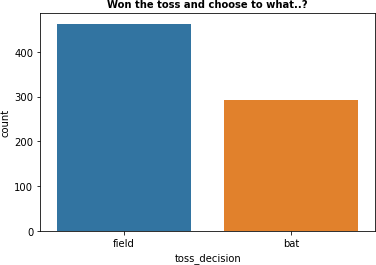 Won the toss and choose to what..?
400
300
200
100
0
count
field
bat
toss_decision